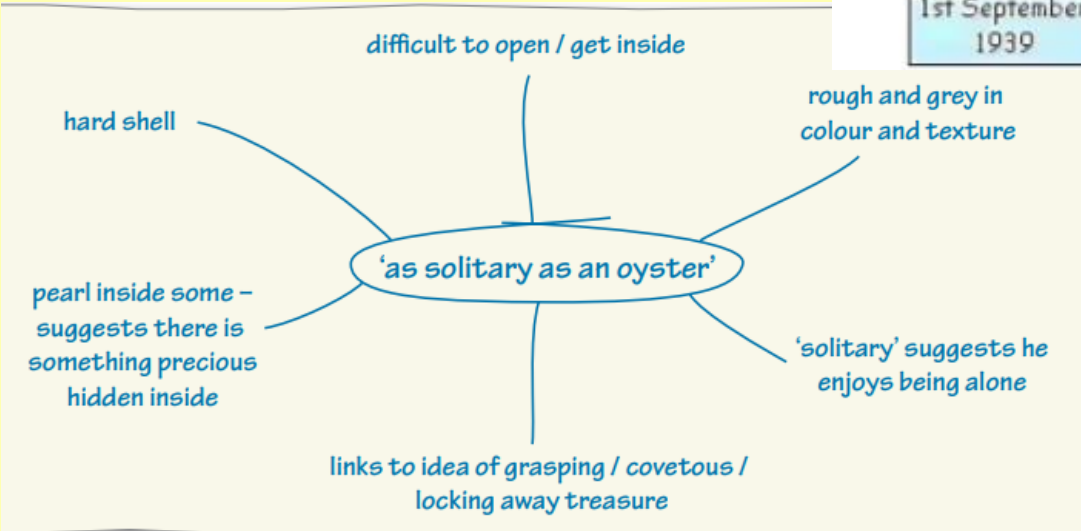 1st September
1939
difficult to open / get inside
rough and grey in
colour and texture
hard shell
‘as solitary as an oyster’
pearl inside some –
suggests there is
something precious
hidden inside
‘solitary’ suggests he
enjoys being alone
links to idea of grasping / covetous /
locking away treasure